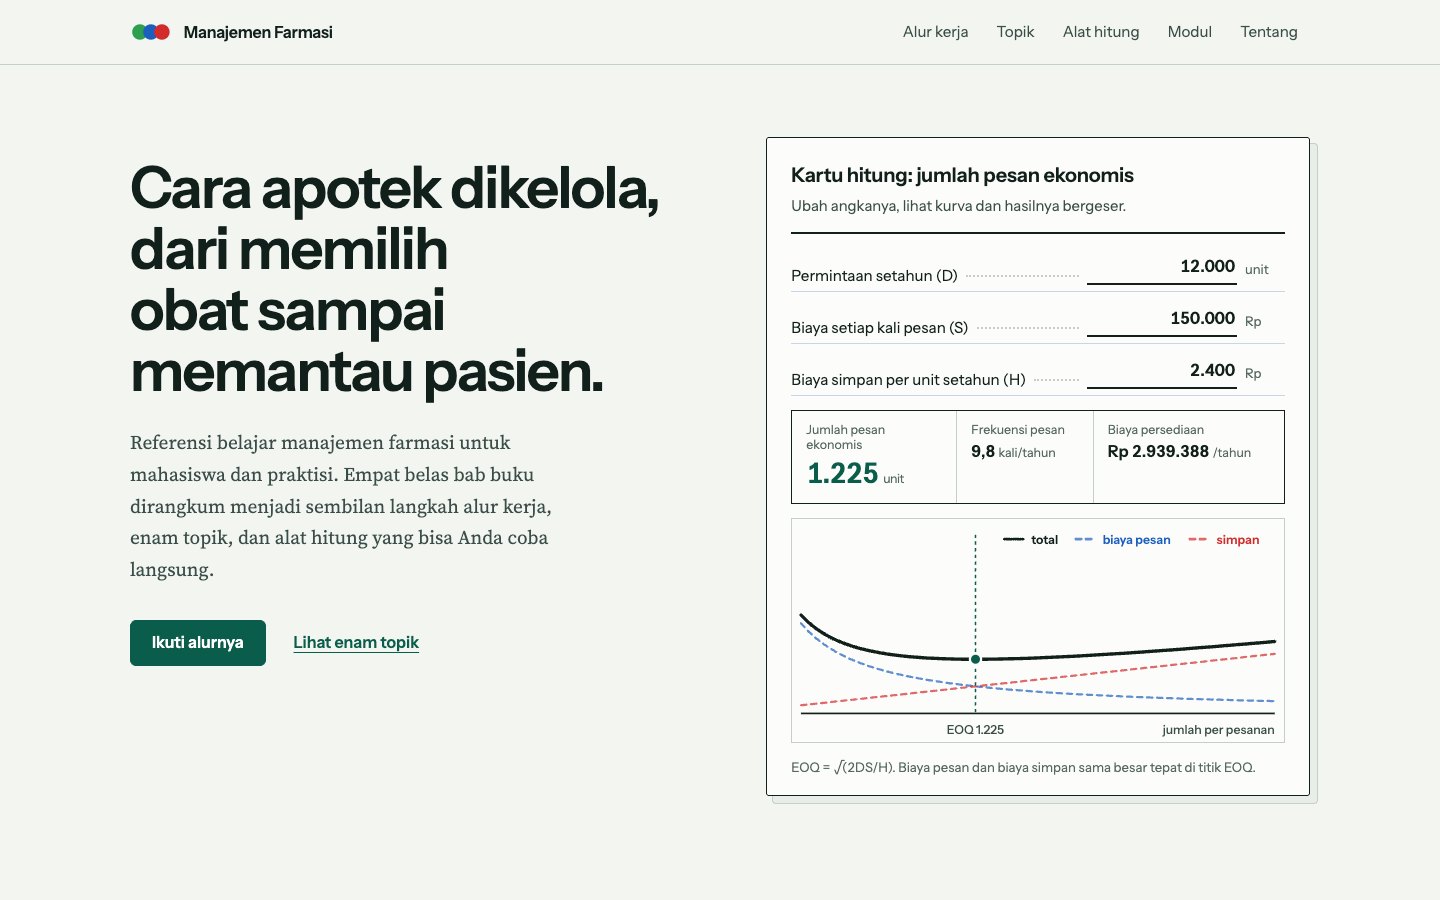 Manajemen Farmasi
Alur kerja
Topik
Alat hitung
Modul
Tentang
Cara apotek dikelola,
dari memilih
obat sampai
memantau pasien.
Referensi belajar manajemen farmasi untuk
mahasiswa dan praktisi. Empat belas bab buku
dirangkum menjadi sembilan langkah alur kerja,
enam topik, dan alat hitung yang bisa Anda coba
langsung.
Ikuti alurnya
Lihat enam topik
Kartu hitung: jumlah pesan ekonomis
Ubah angkanya, lihat kurva dan hasilnya bergeser.
Permintaan setahun (D) 12.000 unit
Biaya setiap kali pesan (S) 150.000 Rp
Biaya simpan per unit setahun (H) 2.400 Rp
Jumlah pesan
ekonomis
1.225 unit
Frekuensi pesan
9,8 kali/tahun
Biaya persediaan
Rp 2.939.388 /tahun
total
biaya pesan
simpan
EOQ 1.225
jumlah per pesanan
EOQ = √(2DS/H). Biaya pesan dan biaya simpan sama besar tepat di titik EOQ.